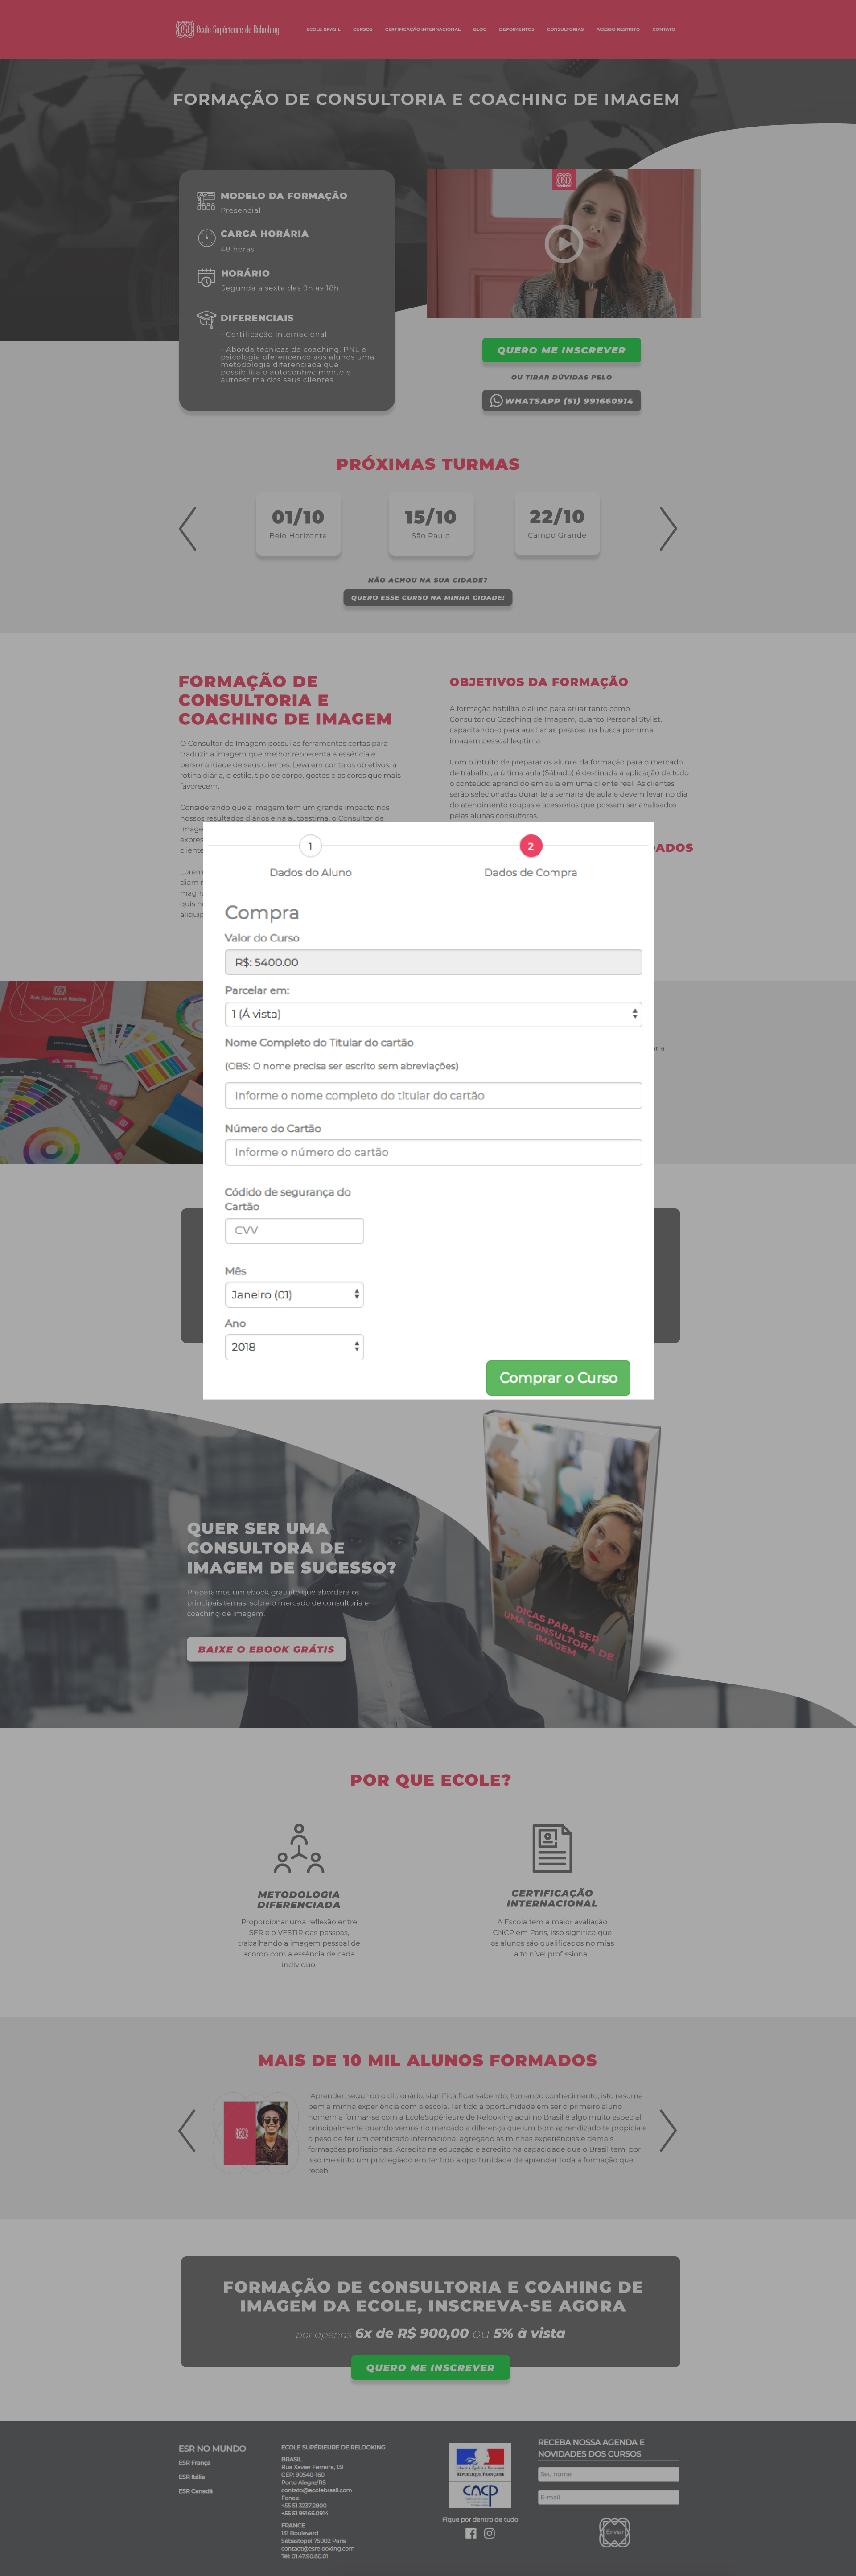 Ecole Supérieure de Relooking
ECOLE BRASIL CURSOS CERTIFICAÇÃO INTERNACIONAL BLOG DEPOIMENTOS CONSULTORIAS ACESSO RESTRITO CONTATO
FORMAÇÃO DE CONSULTORIA E COACHING DE IMAGEM
MODELO DA FORMAÇÃO
Presencial
CARGA HORÁRIA
48 horas
HORÁRIO
Segunda a sexta das 9h às 18h
DIFERENCIAIS
- Certificação Internacional
- Aborda técnicas de coaching, PNL e
psicologia oferencenco aos alunos uma
metodologia diferenciada que
possibilita o autoconhecimento e
autoestima dos seus clientes
QUERO ME INSCREVER
OU TIRAR DÚVIDAS PELO
WHATSAPP (51) 991660914
PRÓXIMAS TURMAS
01/10
Belo Horizonte
15/10
São Paulo
22/10
Campo Grande
NÃO ACHOU NA SUA CIDADE?
QUERO ESSE CURSO NA MINHA CIDADE!
FORMAÇÃO DE
CONSULTORIA E
COACHING DE IMAGEM
O Consultor de Imagem possui as ferramentas certas para
traduzir a imagem que melhor representa a essência e
personalidade de seus clientes. Leva em conta os objetivos, a
rotina diária, o estilo, tipo de corpo, gostos e as cores que mais
favorecem.
Considerando que a imagem tem um grande impacto nos
nossos resultados diários e na autoestima, o Consultor de
Image
expres
cliente
Lorem
diam
magn
quis n
aliquip
OBJETIVOS DA FORMAÇÃO
A formação habilita o aluno para atuar tanto como
Consultor ou Coaching de Imagem, quanto Personal Stylist,
capacitando-o para auxiliar as pessoas na busca por uma
imagem pessoal legítima.
Com o intuito de preparar os alunos da formação para o mercado
de trabalho, a última aula (Sábado) é destinada a aplicação de todo
o conteúdo aprendido em aula em uma cliente real. As clientes
serão selecionadas durante a semana de aula e devem levar no dia
do atendimento roupas e acessórios que possam ser analisados
pelas alunas consultoras.
ADOS
r a
1
Dados do Aluno
2
Dados de Compra
Compra
Valor do Curso
R$: 5400.00
Parcelar em:
1 (Á vista)
Nome Completo do Titular do cartão
(OBS: O nome precisa ser escrito sem abreviações)
Informe o nome completo do titular do cartão
Número do Cartão
Informe o número do cartão
Códido de segurança do
Cartão
CVV
Mês
Janeiro (01)
Ano
2018
Comprar o Curso
QUER SER UMA
CONSULTORA DE
IMAGEM DE SUCESSO?
Preparamos um ebook gratuito que abordará os
principais temas sobre o mercado de consultoria e
coaching de imagem.
BAIXE O EBOOK GRÁTIS
DICAS PARA SER
UMA CONSULTORA DE
IMAGEM
POR QUE ECOLE?
METODOLOGIA
DIFERENCIADA
Proporcionar uma reflexão entre
SER e o VESTIR das pessoas,
trabalhando a imagem pessoal de
acordo com a essência de cada
indivíduo.
CERTIFICAÇÃO
INTERNACIONAL
A Escola tem a maior avaliação
CNCP em Paris, isso significa que
os alunos são qualificados no mias
alto nível profissional.
MAIS DE 10 MIL ALUNOS FORMADOS
"Aprender, segundo o dicionário, significa ficar sabendo, tomando conhecimento; isto resume
bem a minha experiência com a escola. Ter tido a oportunidade em ser o primeiro aluno
homem a formar-se com a EcoleSupérieure de Relooking aqui no Brasil é algo muito especial,
principalmente quando vemos no mercado a diferença que um bom aprendizado te propicia e
o peso de ter um certificado internacional agregado as minhas experiências e demais
formações profissionais. Acredito na educação e acredito na capacidade que o Brasil tem, por
isso me sinto um privilegiado em ter tido a oportunidade de aprender toda a formação que
recebi."
FORMAÇÃO DE CONSULTORIA E COAHING DE
IMAGEM DA ECOLE, INSCREVA-SE AGORA
por apenas 6x de R$ 900,00 ou 5% à vista
QUERO ME INSCREVER
ESR NO MUNDO
ESR França
ESR Itália
ESR Canadá
ECOLE SUPÉRIEURE DE RELOOKING
BRASIL
Rua Xavier Ferreira, 131
CEP: 90540-160
Porto Alegre/RS
contato@ecolebrasil.com
Fones:
+55 51 3237.2800
+55 51 99166.0914
FRANCE
131 Boulevard
Sébastopol 75002 Paris
contact@esrelooking.com
Tél: 01.47.90.60.01
RÉPUBLIQUE FRANÇAISE
cncp
Fique por dentro de tudo
RECEBA NOSSA AGENDA E
NOVIDADES DOS CURSOS
Seu nome
E-mail
Enviar